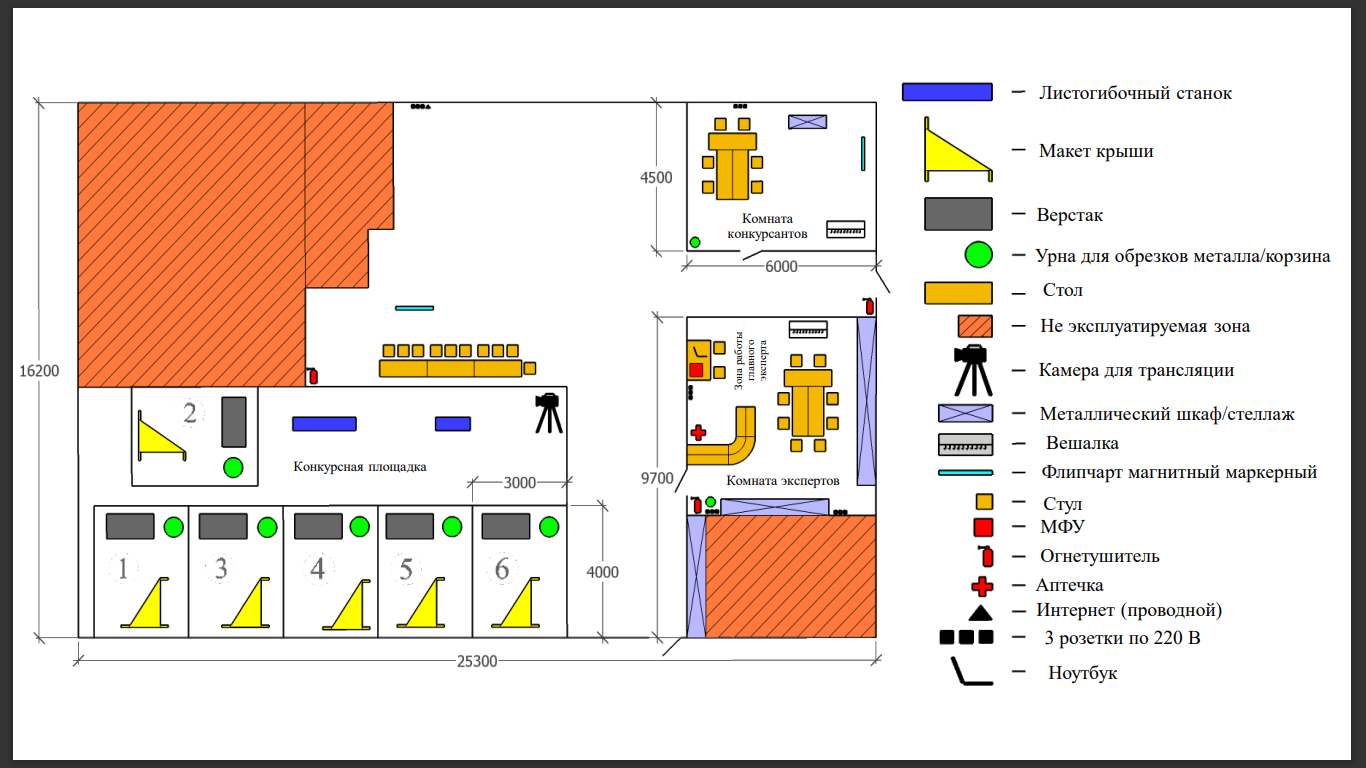 4500
Комната
конкурсантов
6000
16200
Зона работы
главного
эксперта
2
Конкурсная площадка
3000
9700
Комната экспертов
1
3
4
5
6
4000
25300
Листогибочный станок
Макет крыши
Верстак
Урна для обрезков металла/корзина
Стол
Не эксплуатируемая зона
Камера для трансляции
Металлический шкаф/стеллаж
Вешалка
Флипчарт магнитный маркерный
Стул
МФУ
Огнетушитель
Аптечка
Интернет (проводной)
3 розетки по 220 В
Ноутбук